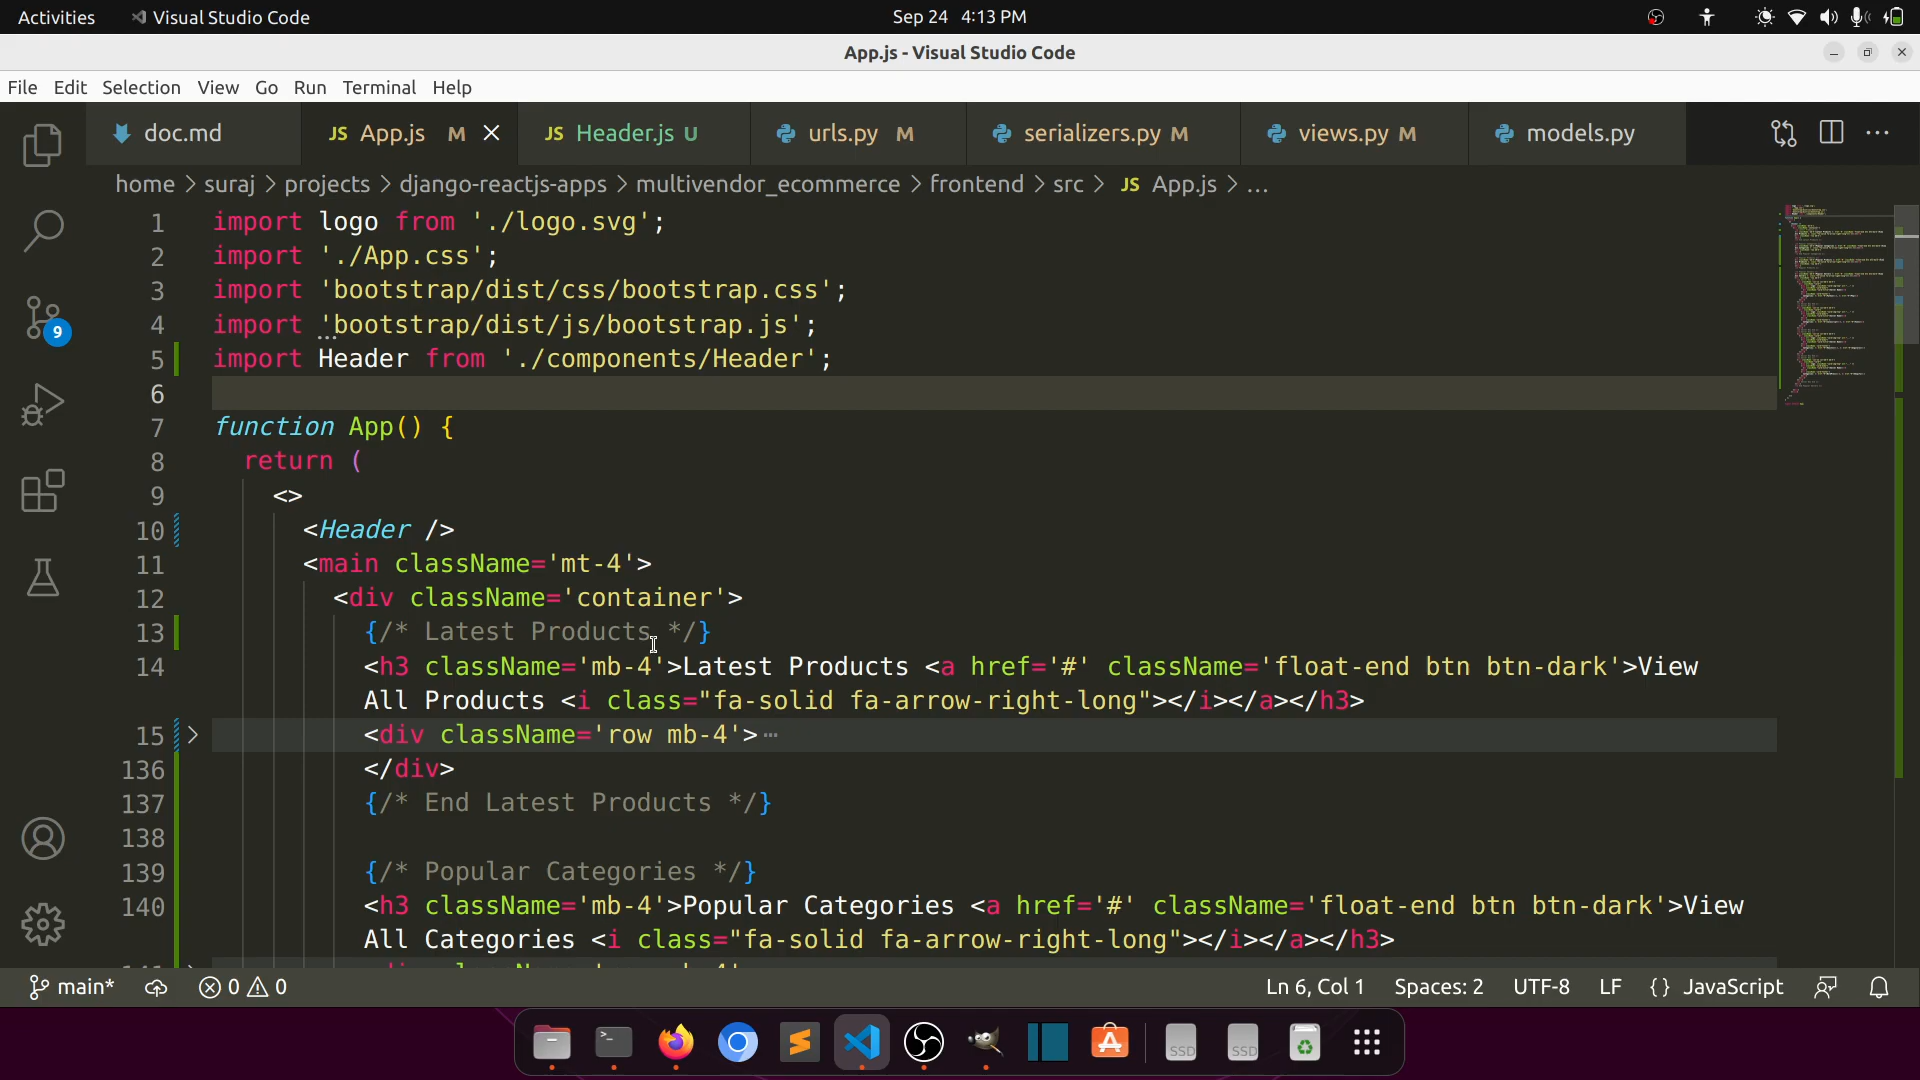 Activities Visual Studio Code Sep 24 4:13 PM
App.js - Visual Studio Code
File Edit Selection View Go Run Terminal Help
doc.md JS App.js M JS Header.js U urls.py M serializers.py M views.py M models.py
home > suraj > projects > django-reactjs-apps > multivendor_ecommerce > frontend > src > JS App.js > ...
1 import logo from './logo.svg';
2 import './App.css';
3 import 'bootstrap/dist/css/bootstrap.css';
4 import 'bootstrap/dist/js/bootstrap.js';
5 import Header from './components/Header';
6
7 function App() {
8 return (
9 <>
10 <Header />
11 <main className='mt-4'>
12 <div className='container'>
13 {/* Latest Products */}
14 <h3 className='mb-4'>Latest Products <a href='#' className='float-end btn btn-dark'>View
All Products <i class="fa-solid fa-arrow-right-long"></i></a></h3>
15 <div className='row mb-4'>
136 </div>
137 {/* End Latest Products */}
138
139 {/* Popular Categories */}
140 <h3 className='mb-4'>Popular Categories <a href='#' className='float-end btn btn-dark'>View
All Categories <i class="fa-solid fa-arrow-right-long"></i></a></h3>
9
main* 0 0 Ln 6, Col 1 Spaces: 2 UTF-8 LF {} JavaScript
SSD SSD